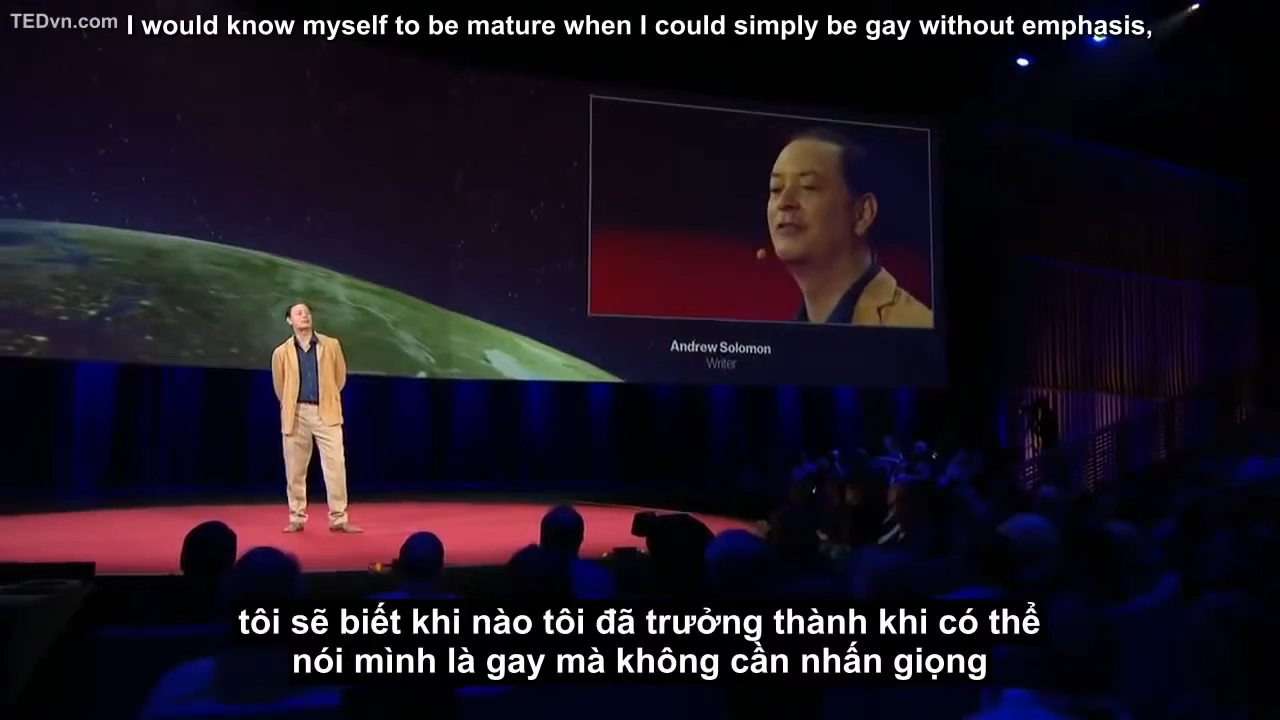 TEDvn.com
I would know myself to be mature when I could simply be gay without emphasis,
Andrew Solomon
Writer
tôi sẽ biết khi nào tôi đã trưởng thành khi có thể
nói mình là gay mà không cần nhấn giọng